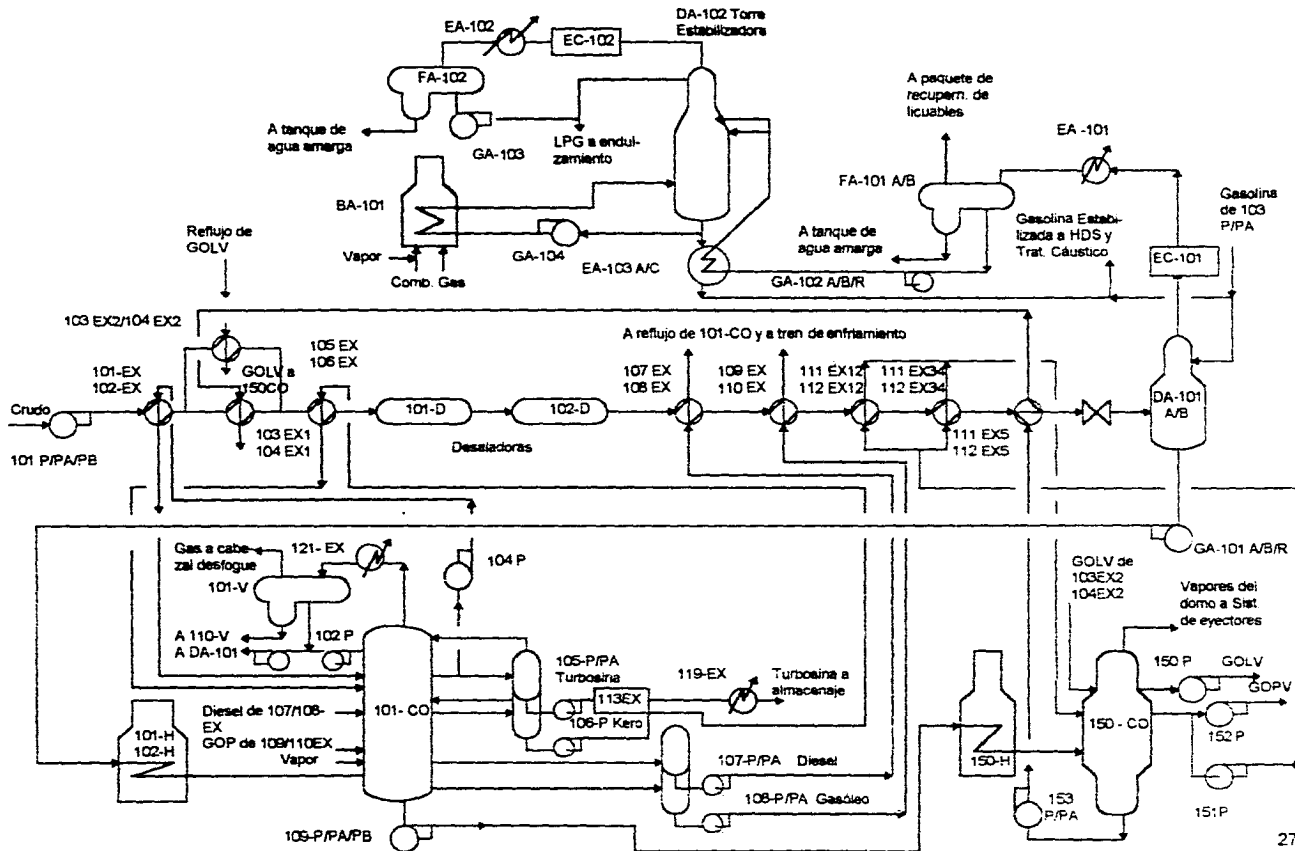 DA-102 Torre
Estabilizadora
EA-102
EC-102
FA-102
A tanque de
agua amarga
GA-103
LPG a endul-
zamiento
A paquete de
recupern. de
licuables
EA -101
FA-101 A/B
Gasolina
de 103
P/PA
BA-101
Reflujo de
GOLV
Vapor
Comb. Gas
GA-104
EA-103 A/C
A tanque de
agua amarga
Gasolina Estabi-
lizada a HDS y
Trat. Cáustico
EC-101
GA-102 A/B/R
103 EX2/104 EX2
A reflujo de 101-CO y a tren de enfriamiento
101-EX
102-EX
GOLV a
150CO
105 EX
106 EX
107 EX
108 EX
109 EX
110 EX
111 EX12
112 EX12
111 EX34
112 EX34
Crudo
101-D
102-D
DA-101
A/B
101 P/PA/PB
103 EX1
104 EX1
Desaladoras
111 EX5
112 EX5
GA-101 A/B/R
Gas a cabe
zal desfogue
121- EX
104 P
101-V
GOLV de
103EX2
104EX2
Vapores del
domo a Sist.
de eyectores
A 110-V
A DA-101
102 P
105-P/PA
Turbosina
119-EX
Turbosina a
almacenaje
150 P
GOLV
GOPV
113EX
106-P Kero
101- CO
Diesel de 107/108-
EX
GOP de 109/110EX
Vapor
101-H
102-H
150 - CO
152 P
150-H
107-P/PA Diesel
108-P/PA Gasóleo
153
P/PA
151P
109-P/PA/PB
27